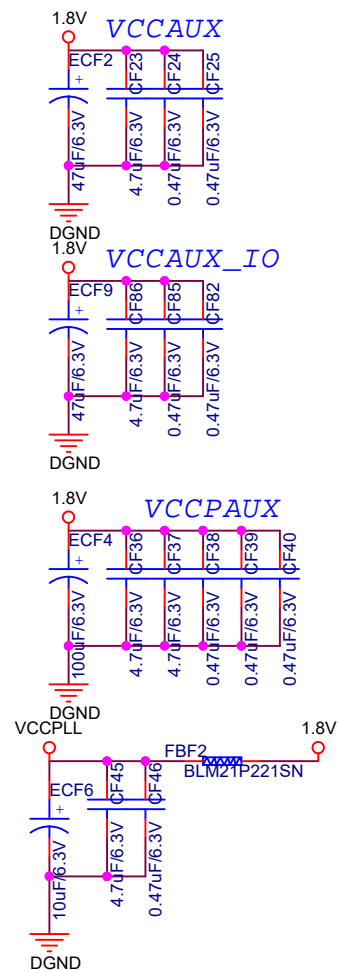 1.8V
VCCAUX
ECF2
+
47uF/6.3V
CF23
4.7uF/6.3V
CF24
0.47uF/6.3V
CF25
0.47uF/6.3V
DGND
1.8V
VCCAUX_IO
ECF9
+
47uF/6.3V
CF86
4.7uF/6.3V
CF85
0.47uF/6.3V
CF82
0.47uF/6.3V
DGND
1.8V
VCCPAUX
ECF4
+
100uF/6.3V
CF36
4.7uF/6.3V
CF37
4.7uF/6.3V
CF38
0.47uF/6.3V
CF39
0.47uF/6.3V
CF40
0.47uF/6.3V
DGND
VCCPLL
1.8V
FBF2
BLM21P221SN
ECF6
+
10uF/6.3V
CF45
4.7uF/6.3V
CF46
0.47uF/6.3V
DGND